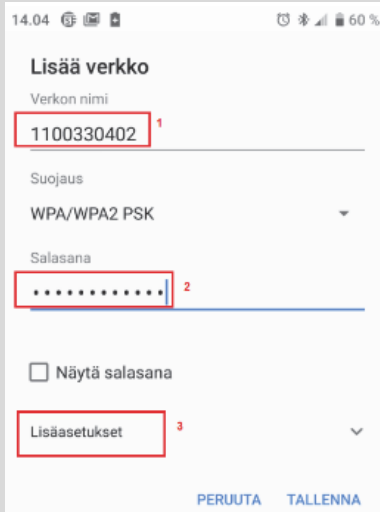 14.04 60 %
Lisää verkko
Verkon nimi
1100330402 1
Suojaus
WPA/WPA2 PSK
Salasana
•••••••••••• 2
Näytä salasana
Lisäasetukset 3
PERUUTA TALLENNA